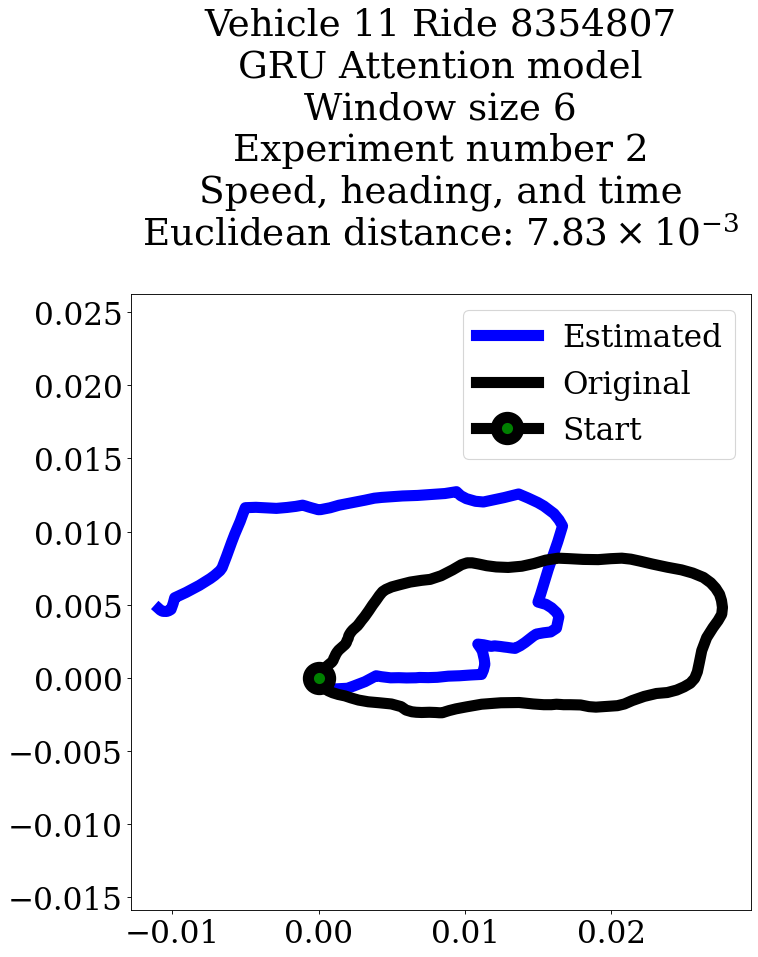 Vehicle 11 Ride 8354807
GRU Attention model
Window size 6
Experiment number 2
Speed, heading, and time
Euclidean distance: 7.83 × 10⁻³
0.025
0.020
0.015
0.010
0.005
0.000
−0.005
−0.010
−0.015
Estimated
Original
Start
−0.01 0.00 0.01 0.02